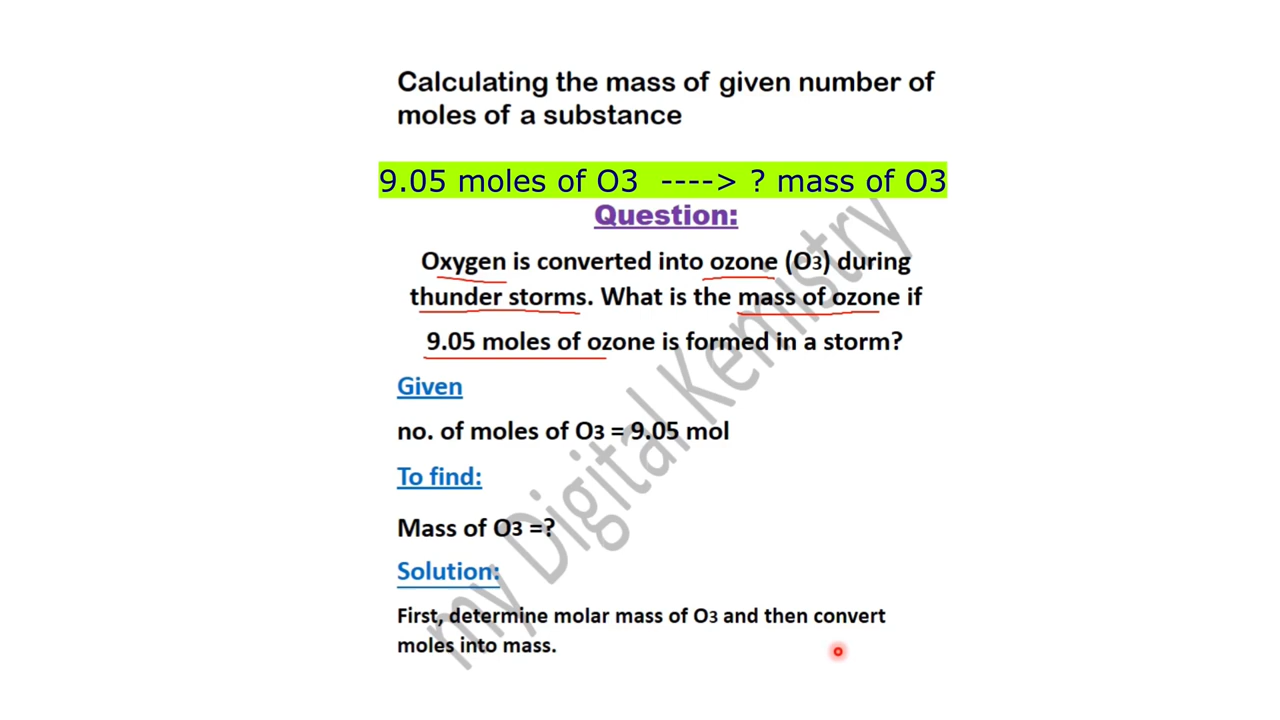 Calculating the mass of given number of
moles of a substance
9.05 moles of O3 ----> ? mass of O3
Question:
Oxygen is converted into ozone (O3) during
thunder storms. What is the mass of ozone if
9.05 moles of ozone is formed in a storm?
Given
no. of moles of O3 = 9.05 mol
To find:
Mass of O3 =?
Solution:
First, determine molar mass of O3 and then convert
moles into mass.
my Digital Kemistry